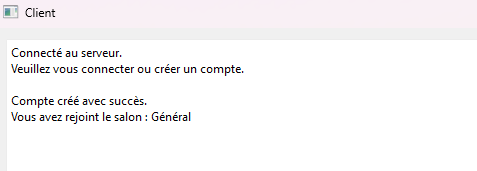 Client
Connecté au serveur.
Veuillez vous connecter ou créer un compte.
Compte créé avec succès.
Vous avez rejoint le salon : Général